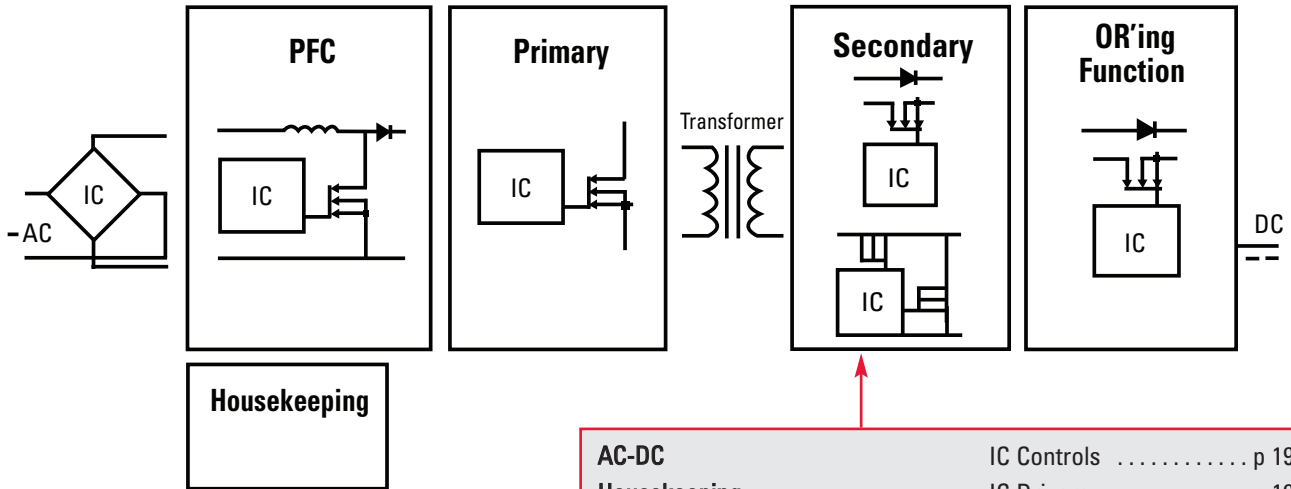 PFC
Primary
Secondary
OR'ing
Function
Transformer
IC
-AC
IC
IC
IC
IC
IC
DC
Housekeeping
AC-DC IC Controls ............ p 19